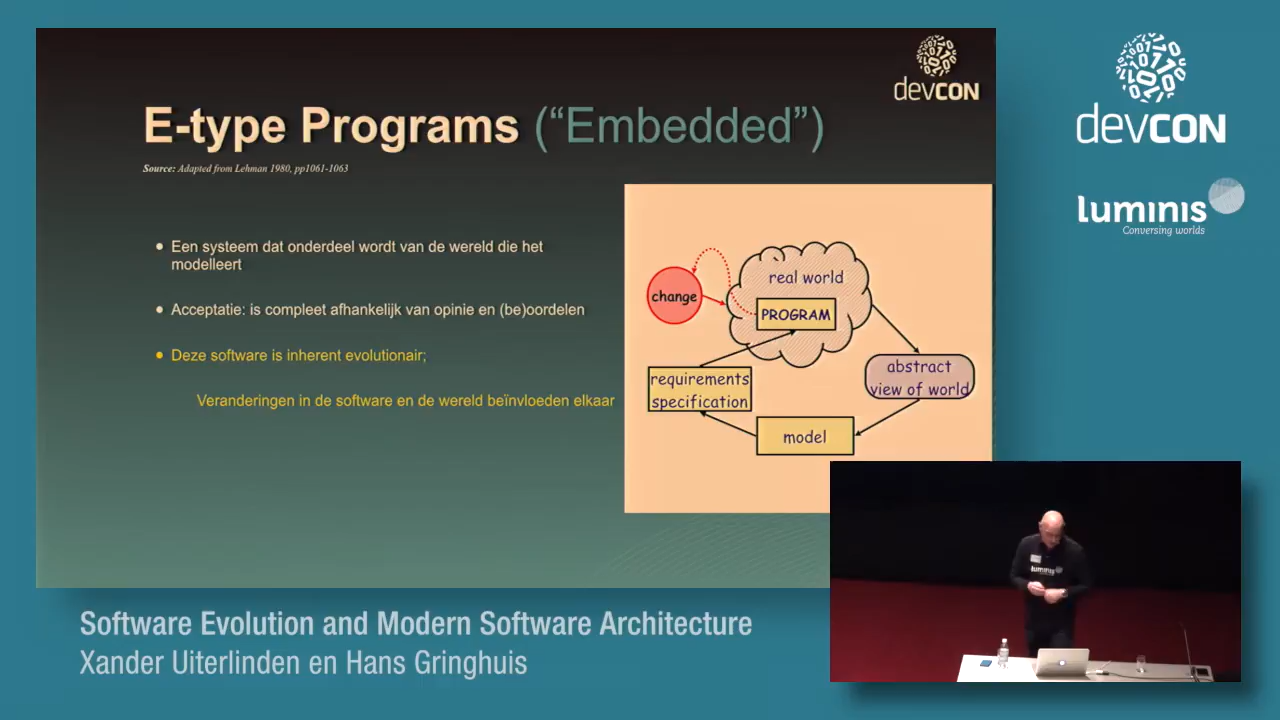 devCON
E-type Programs (“Embedded”)
Source: Adapted from Lehman 1980, pp1061-1063
• Een systeem dat onderdeel wordt van de wereld die het
modelleert
• Acceptatie: is compleet afhankelijk van opinie en (be)oordelen
• Deze software is inherent evolutionair;
Veranderingen in de software en de wereld beïnvloeden elkaar
real world
change
PROGRAM
abstract
view of world
requirements
specification
model
devCON
luminis
Conversing worlds
luminis
Software Evolution and Modern Software Architecture
Xander Uiterlinden en Hans Gringhuis